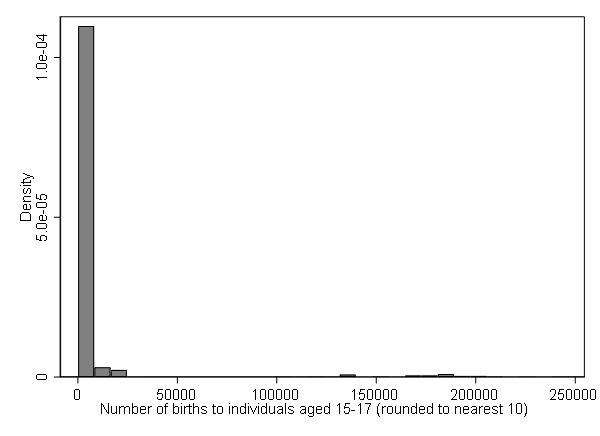 Density
1.0e-04
5.0e-05
0
0 50000 100000 150000 200000 250000
Number of births to individuals aged 15-17 (rounded to nearest 10)